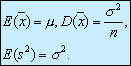 E(x̄) = μ, D(x̄) = σ²/n,
E(s²) = σ².